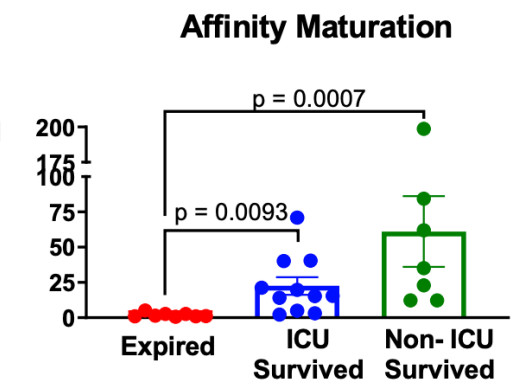 Affinity Maturation
p = 0.0007
200
175
100
p = 0.0093
75
50
25
0
Expired
ICU Survived
Non- ICU Survived